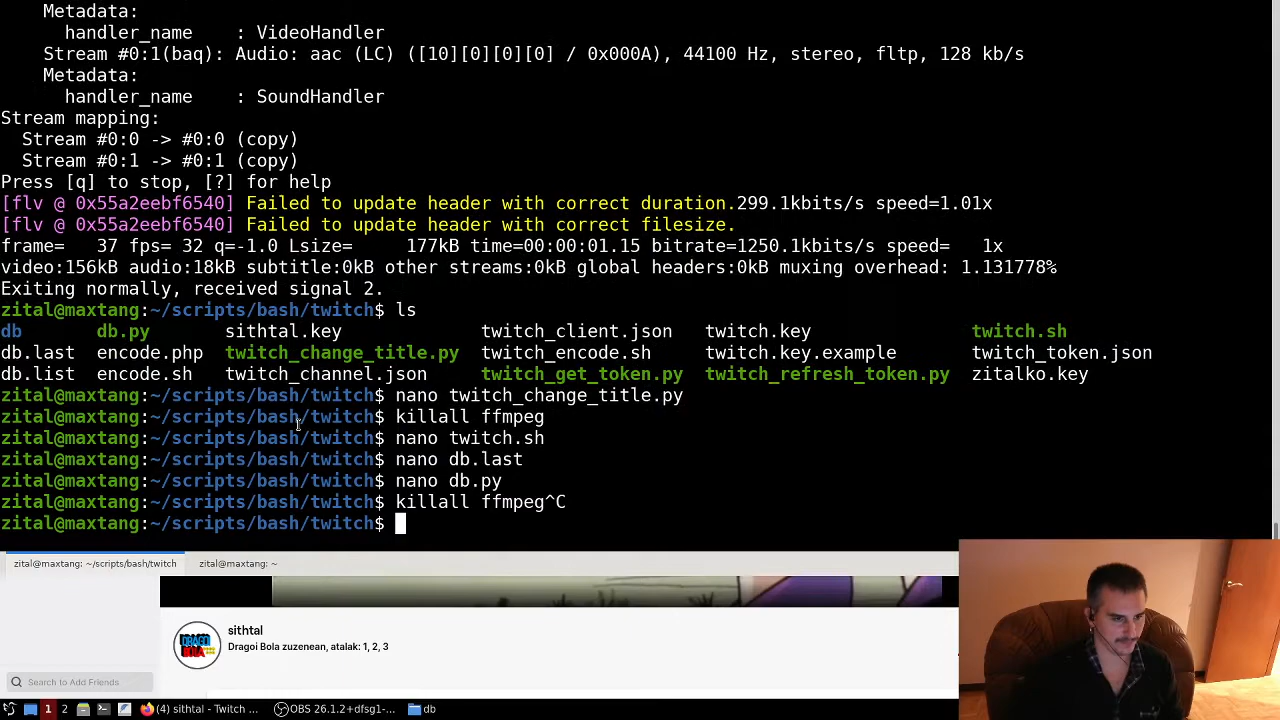 Metadata:
handler_name    : VideoHandler
Stream #0:1(baq): Audio: aac (LC) ([10][0][0][0] / 0x000A), 44100 Hz, stereo, fltp, 128 kb/s
Metadata:
handler_name    : SoundHandler
Stream mapping:
Stream #0:0 -> #0:0 (copy)
Stream #0:1 -> #0:1 (copy)
Press [q] to stop, [?] for help
[flv @ 0x55a2eebf6540] Failed to update header with correct duration.299.1kbits/s speed=1.01x
[flv @ 0x55a2eebf6540] Failed to update header with correct filesize.
frame=   37 fps= 32 q=-1.0 Lsize=     177kB time=00:00:01.15 bitrate=1250.1kbits/s speed=   1x
video:156kB audio:18kB subtitle:0kB other streams:0kB global headers:0kB muxing overhead: 1.131778%
Exiting normally, received signal 2.
zital@maxtang:~/scripts/bash/twitch$ ls
db       db.py      sithtal.key             twitch_client.json    twitch.key               twitch.sh
db.last  encode.php  twitch_change_title.py  twitch_encode.sh      twitch.key.example       twitch_token.json
db.list  encode.sh   twitch_channel.json     twitch_get_token.py  twitch_refresh_token.py  zitalko.key
zital@maxtang:~/scripts/bash/twitch$ nano twitch_change_title.py
zital@maxtang:~/scripts/bash/twitch$ killall ffmpeg
zital@maxtang:~/scripts/bash/twitch$ nano twitch.sh
zital@maxtang:~/scripts/bash/twitch$ nano db.last
zital@maxtang:~/scripts/bash/twitch$ nano db.py
zital@maxtang:~/scripts/bash/twitch$ killall ffmpeg^C
zital@maxtang:~/scripts/bash/twitch$
zital@maxtang: ~/scripts/bash/twitch    zital@maxtang: ~
sithtal
DRAGOI BOLA
Dragoi Bola zuzenean, atalak: 1, 2, 3
Search to Add Friends
1 2 (4) sithtal - Twitch ... OBS 26.1.2+dfsg1-... db